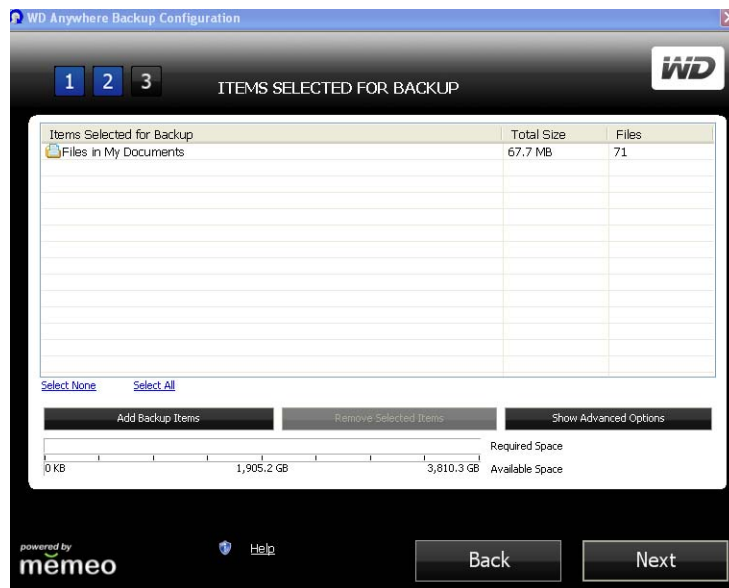 WD Anywhere Backup Configuration
WD
1 2 3 ITEMS SELECTED FOR BACKUP
Items Selected for Backup Total Size Files
Files in My Documents 67.7 MB 71
Select None Select All
Add Backup Items Remove Selected Items Show Advanced Options
Required Space
0 KB 1,905.2 GB 3,810.3 GB Available Space
powered by
memeo
Help
Back Next